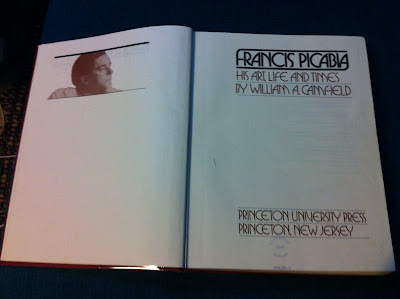 FRANCIS PICABIA
HIS ART, LIFE AND TIMES
BY WILLIAM A. CAMFIELD
PRINCETON UNIVERSITY PRESS
PRINCETON, NEW JERSEY